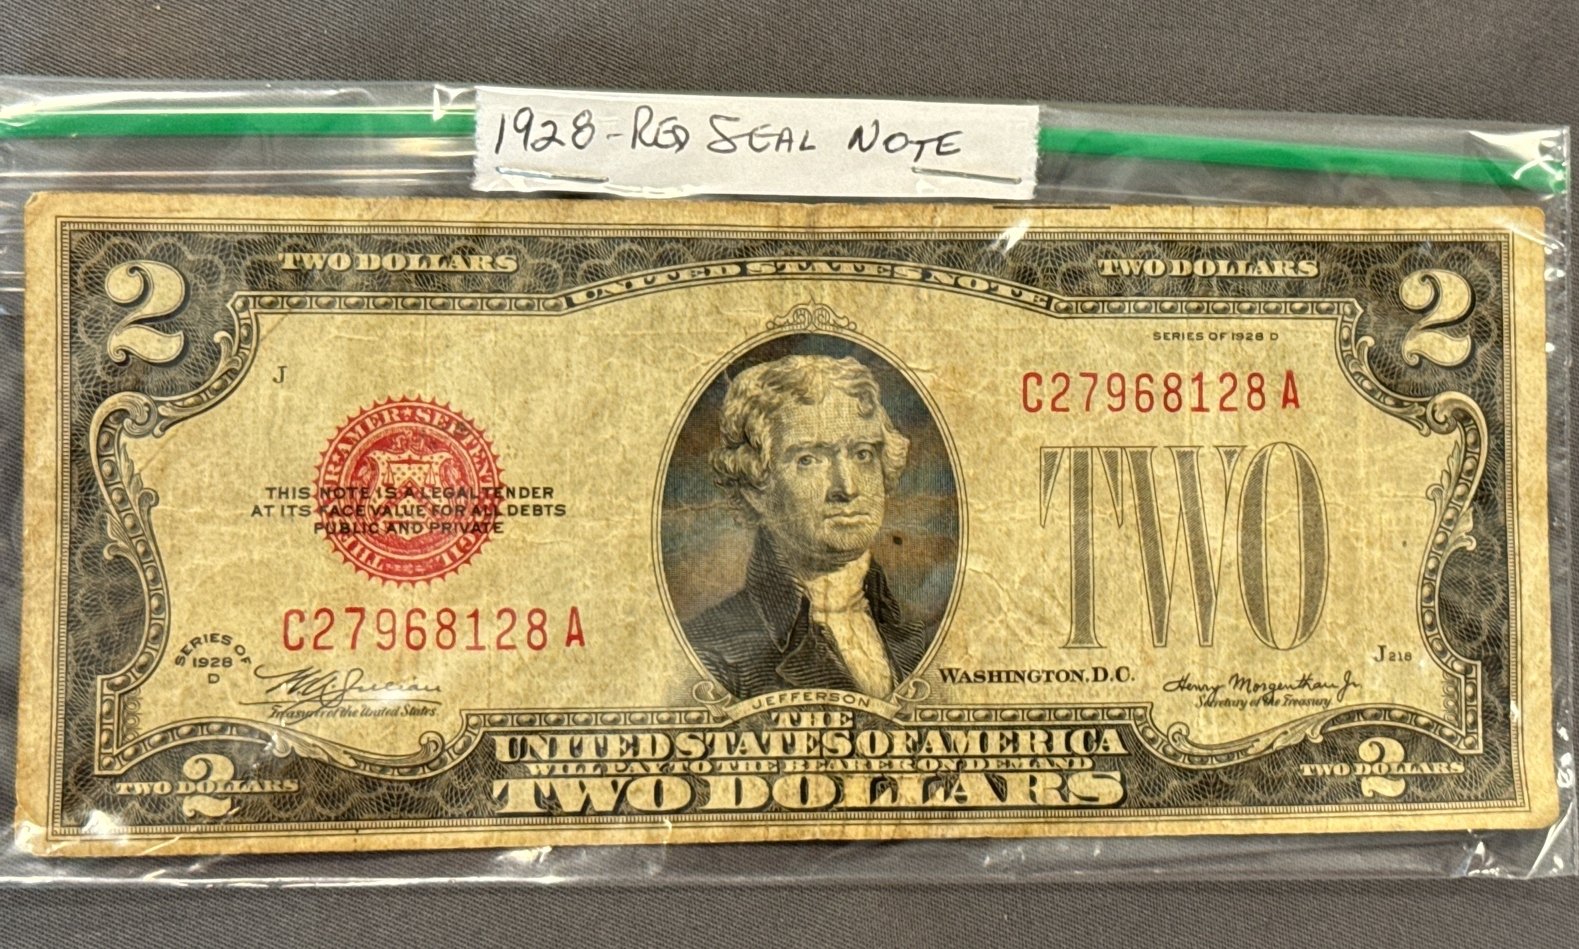 1928-RED SEAL NOTE
TWO DOLLARS
UNITED STATES NOTE
TWO DOLLARS
2
2
SERIES OF 1928 D
J
C27968128A
THIS NOTE IS A LEGAL TENDER
AT ITS FACE VALUE FOR ALL DEBTS
PUBLIC AND PRIVATE
TWO
C27968128A
SERIES OF
1928
D
W.A. Julian
Treasurer of the United States
JEFFERSON
WASHINGTON, D.C.
J218
Henry Morgenthau Jr.
Secretary of the Treasury
THE
UNITED STATES OF AMERICA
WILL PAY TO THE BEARER ON DEMAND
TWO DOLLARS
TWO DOLLARS
2
TWO DOLLARS
2